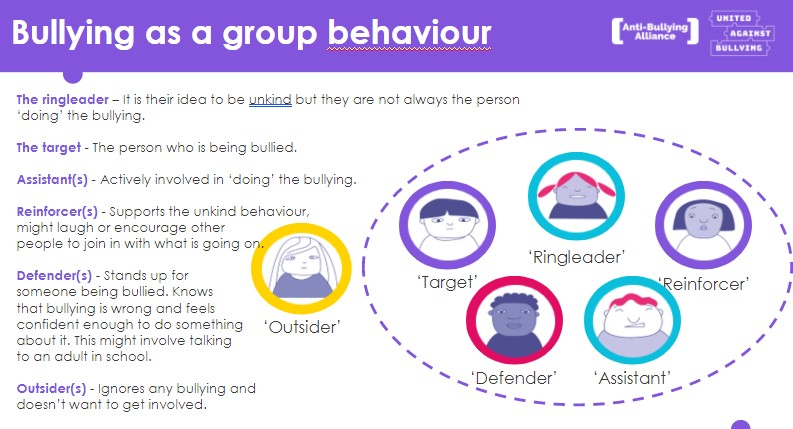 Bullying as a group behaviour
[Anti-Bullying
Alliance]
UNITED
AGAINST
BULLYING
The ringleader – It is their idea to be unkind but they are not always the person
‘doing’ the bullying.
The target - The person who is being bullied.
Assistant(s) - Actively involved in ‘doing’ the bullying.
Reinforcer(s) - Supports the unkind behaviour,
might laugh or encourage other
people to join in with what is going on.
Defender(s) - Stands up for
someone being bullied. Knows
that bullying is wrong and feels
confident enough to do something
about it. This might involve talking
to an adult in school.
Outsider(s) - Ignores any bullying and
doesn’t want to get involved.
‘Outsider’
‘Target’
‘Ringleader’
‘Reinforcer’
‘Defender’
‘Assistant’